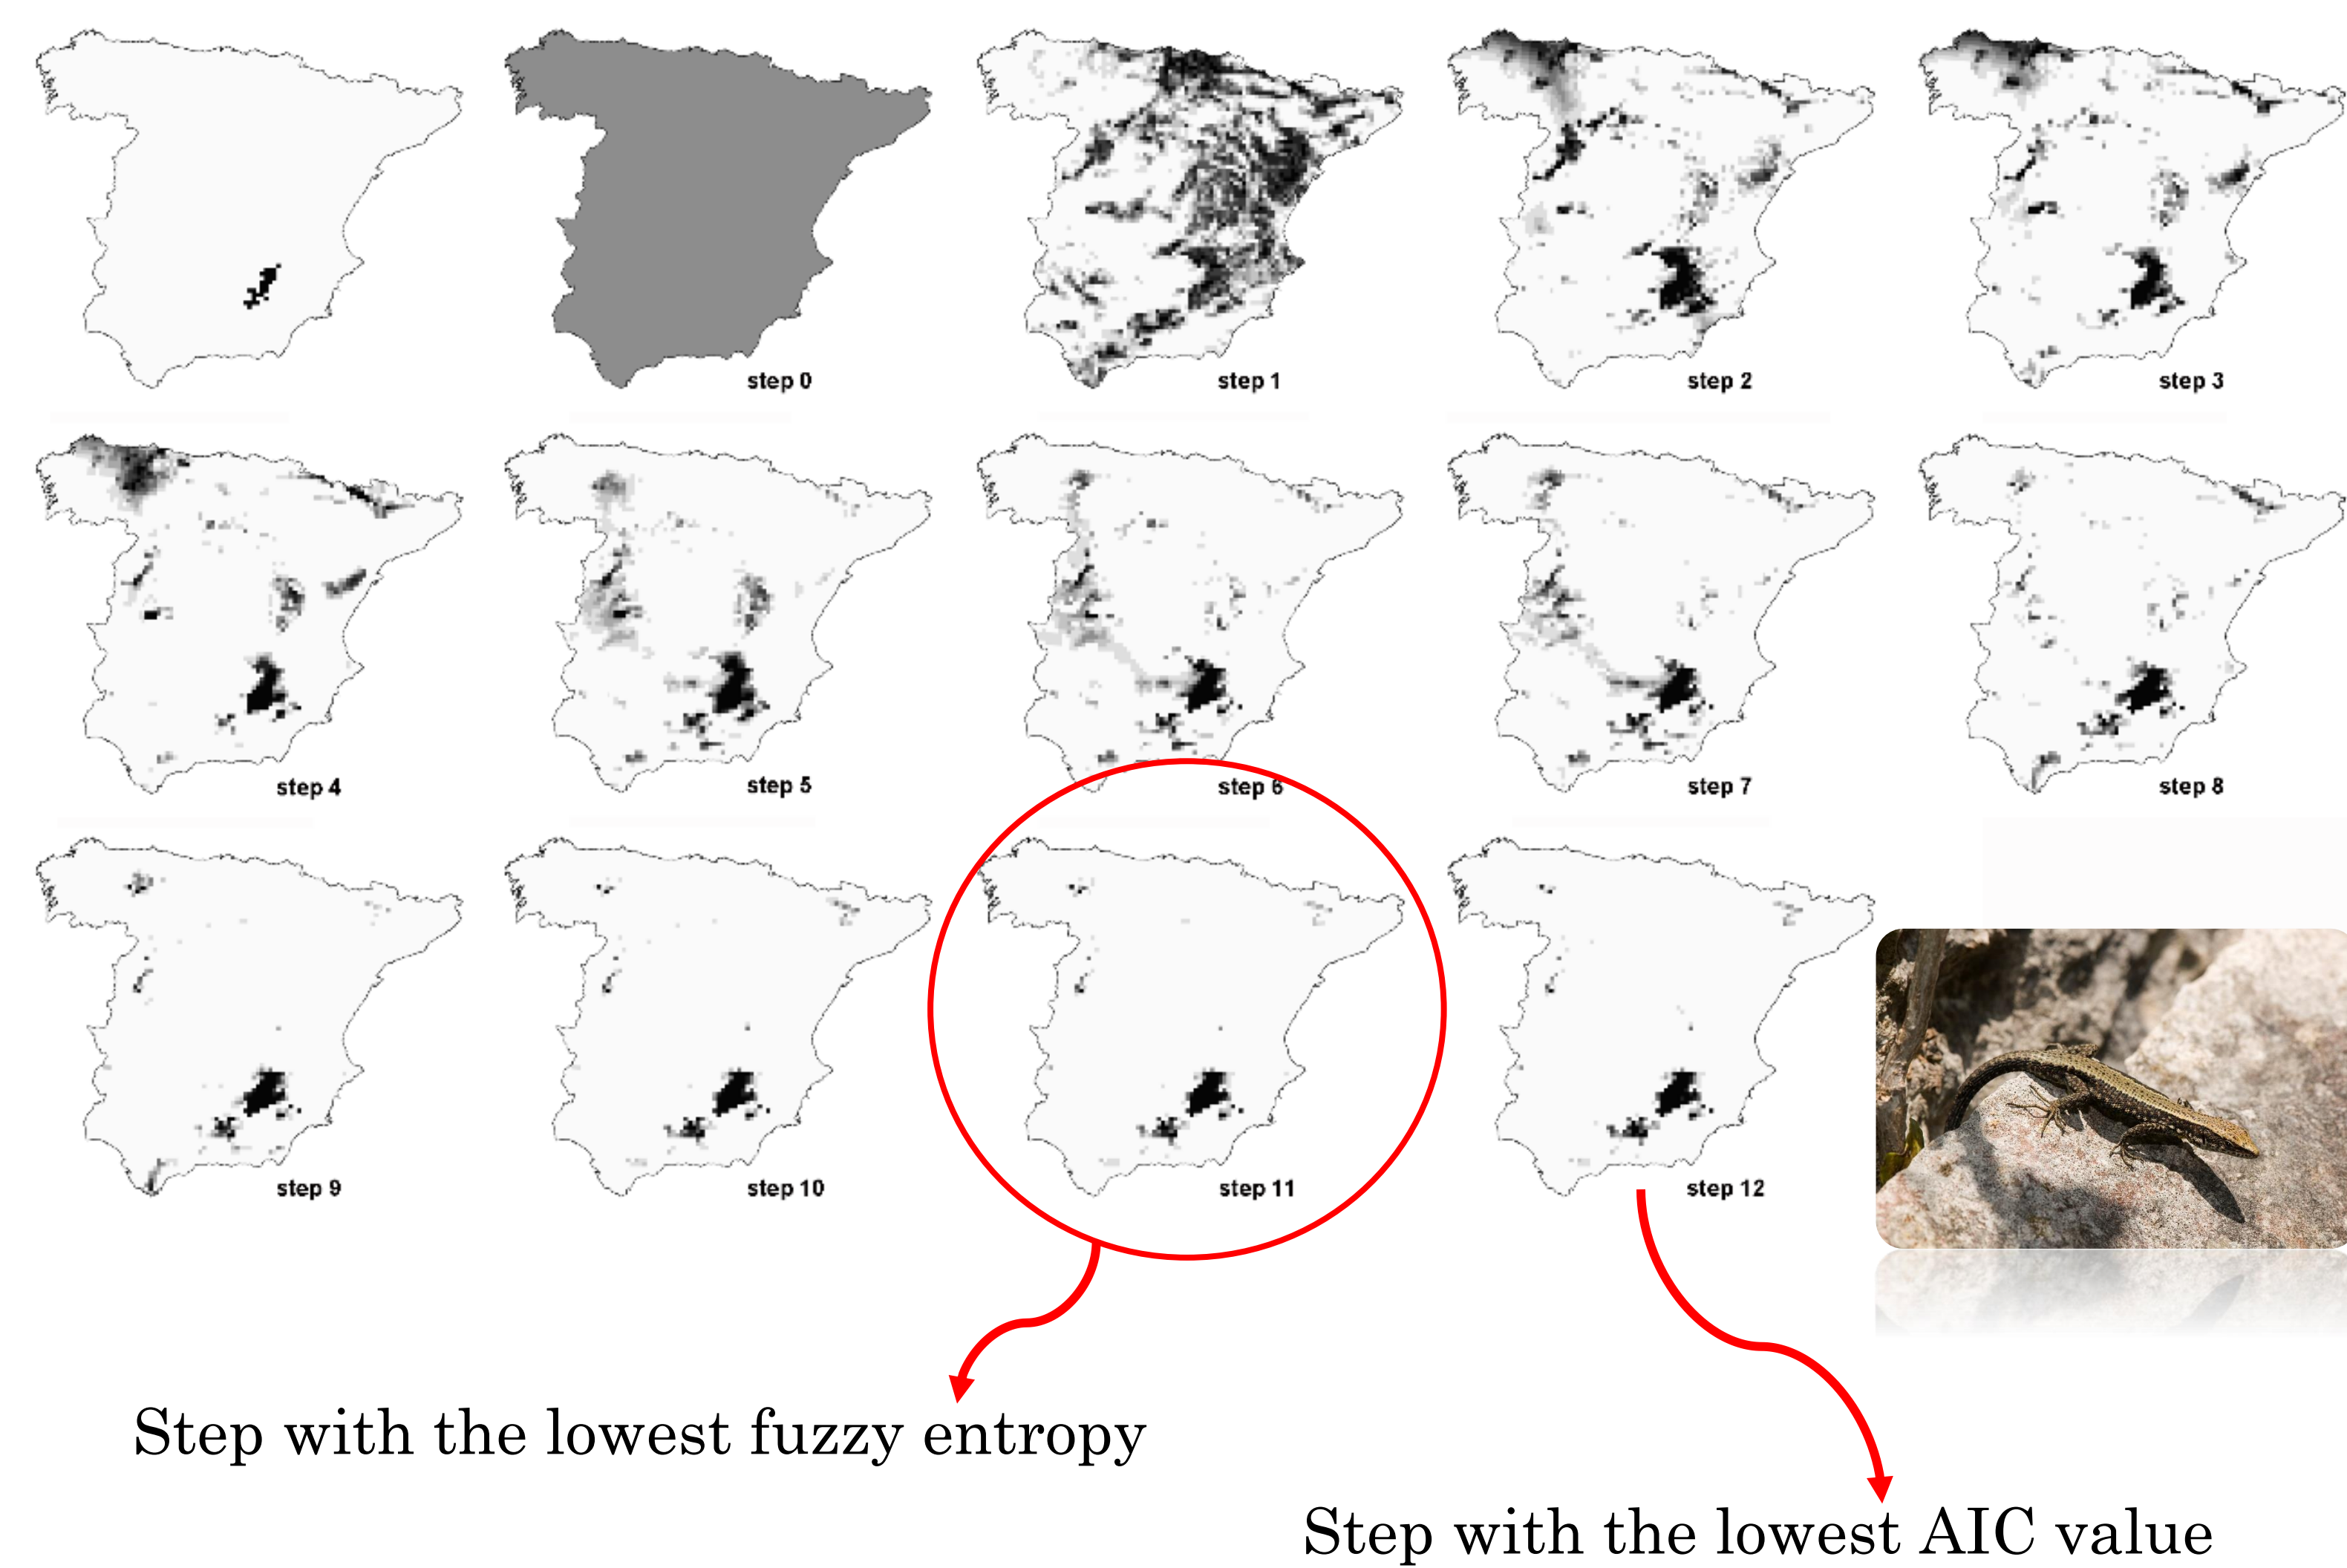 step 0
step 1
step 2
step 3
step 4
step 5
step 6
step 7
step 8
step 9
step 10
step 11
step 12
Step with the lowest fuzzy entropy
Step with the lowest AIC value